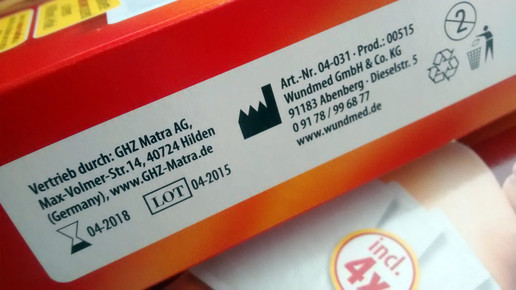 Vertrieb durch: GHZ Matra AG,
Max-Volmer-Str.14, 40724 Hilden
(Germany), www.GHZ-Matra.de
04-2018
LOT 04-2015
Art.-Nr. 04-031 · Prod.: 00515
Wundmed GmbH & Co. KG
91183 Abenberg · Dieselstr. 5
0 91 78 / 99 68 77
www.wundmed.de
2
incl.
4x